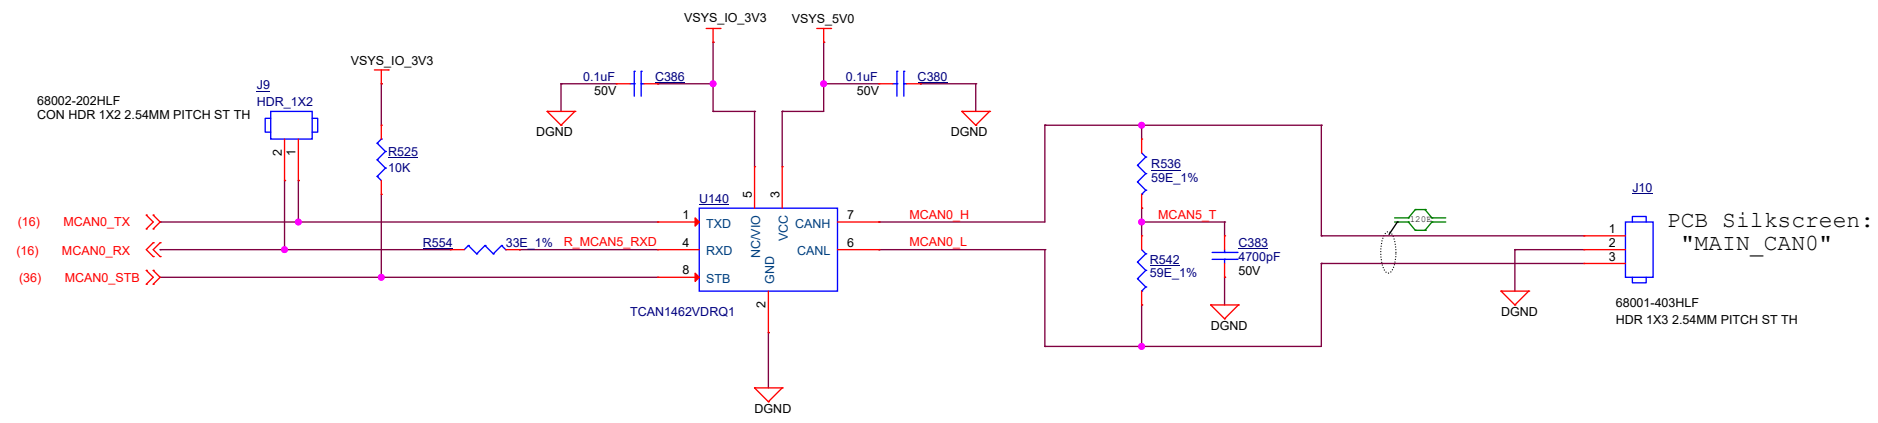 VSYS_IO_3V3
VSYS_5V0
VSYS_IO_3V3
0.1uF
C386
50V
0.1uF
C380
50V
DGND
DGND
J9
HDR_1X2
68002-202HLF
CON HDR 1X2 2.54MM PITCH ST TH
2
1
R525
10K
R536
59E_1%
J10
U140
5
3
(16) MCAN0_TX
1
TXD
NC/VIO
VCC
CANH
7
MCAN0_H
MCAN5_T
120E
PCB Silkscreen:
"MAIN_CAN0"
1
2
3
(16) MCAN0_RX
R554
33E_1%
R_MCAN5_RXD
4
RXD
CANL
6
MCAN0_L
C383
4700pF
50V
R542
59E_1%
(36) MCAN0_STB
8
STB
GND
2
TCAN1462VDRQ1
DGND
DGND
68001-403HLF
HDR 1X3 2.54MM PITCH ST TH
DGND